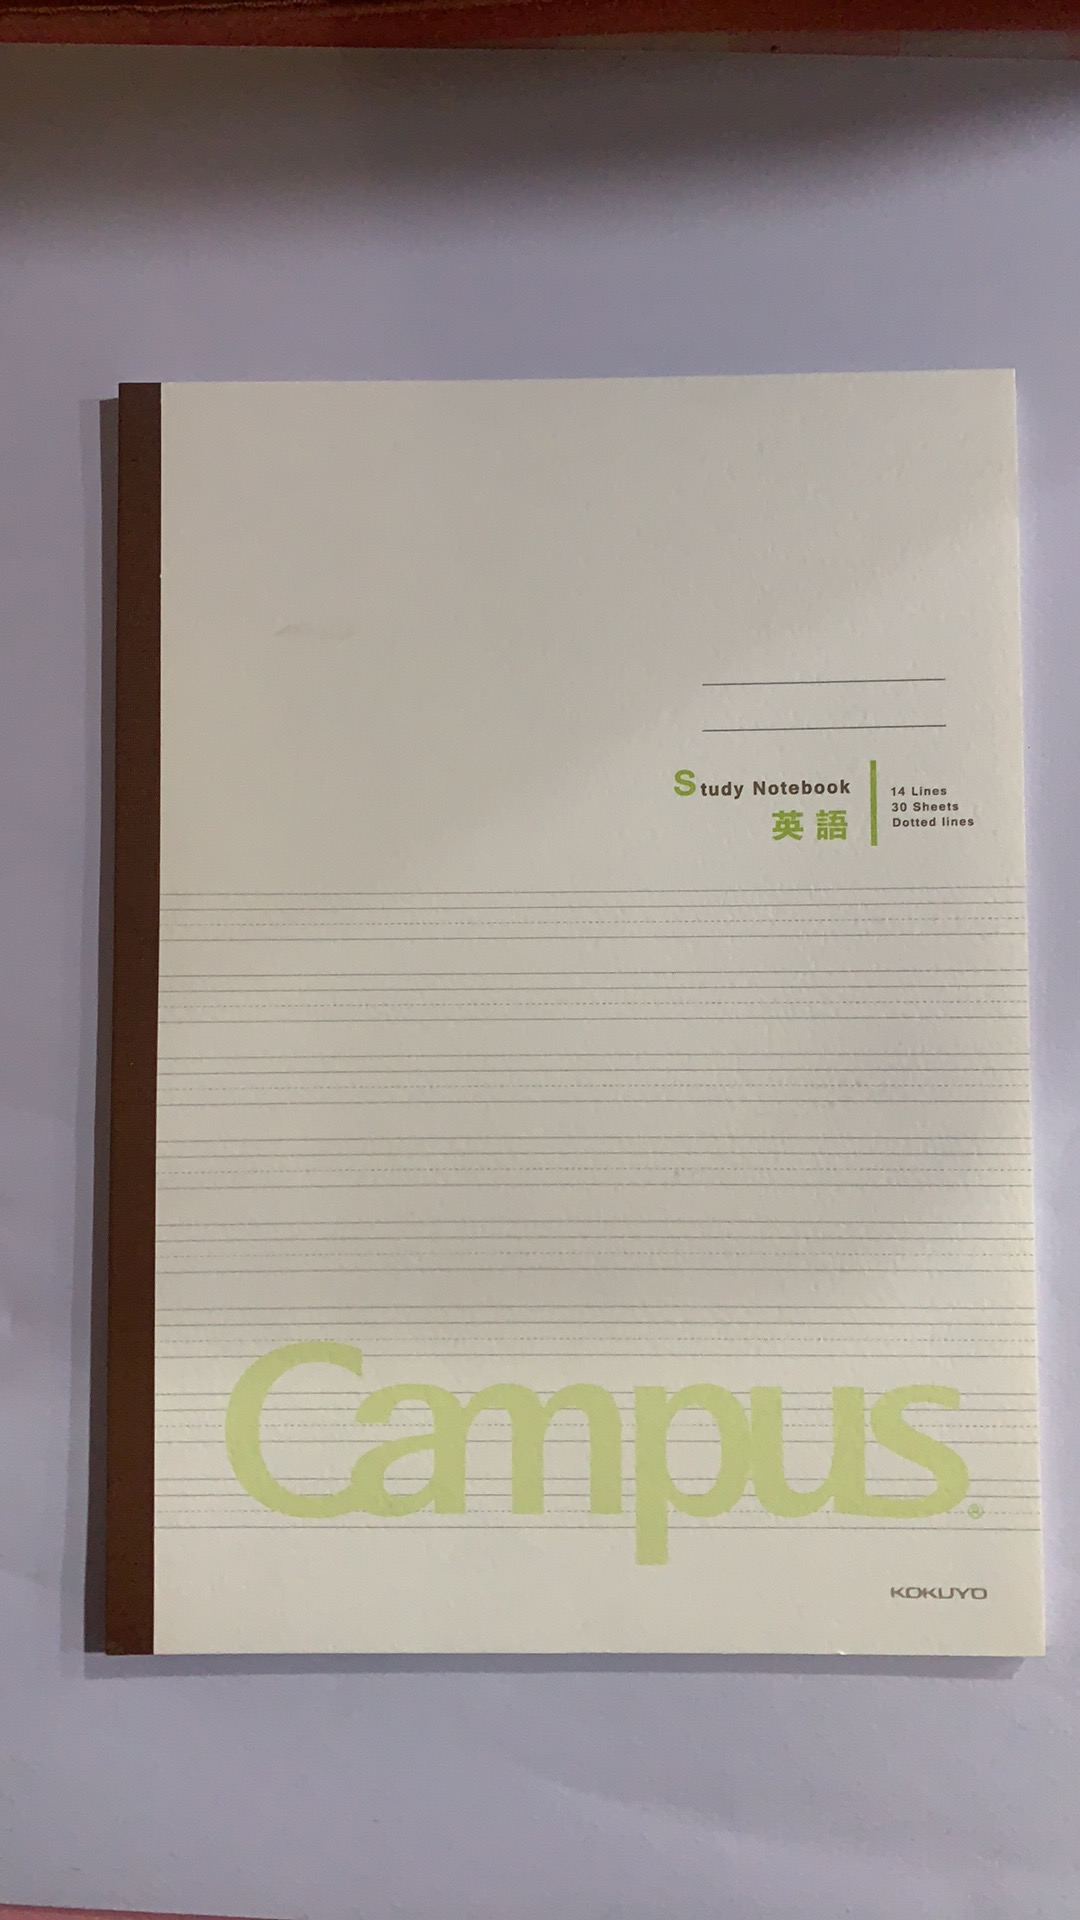 Study Notebook
英語
14 Lines
30 Sheets
Dotted lines
Campus®
KOKUYO